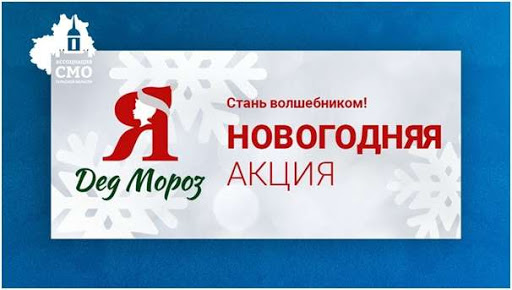 АССОЦИАЦИЯ
СМО
Я
Дед Мороз
Стань волшебником!
НОВОГОДНЯЯ
АКЦИЯ